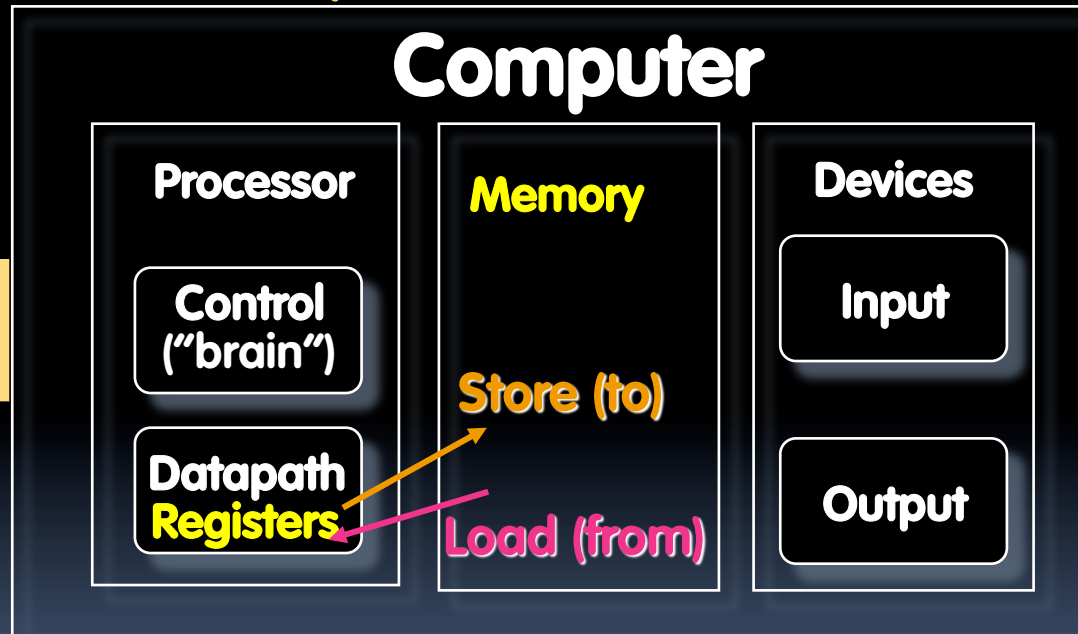 Computer
Processor
Control
("brain")
Datapath
Registers
Memory
Store (to)
Load (from)
Devices
Input
Output